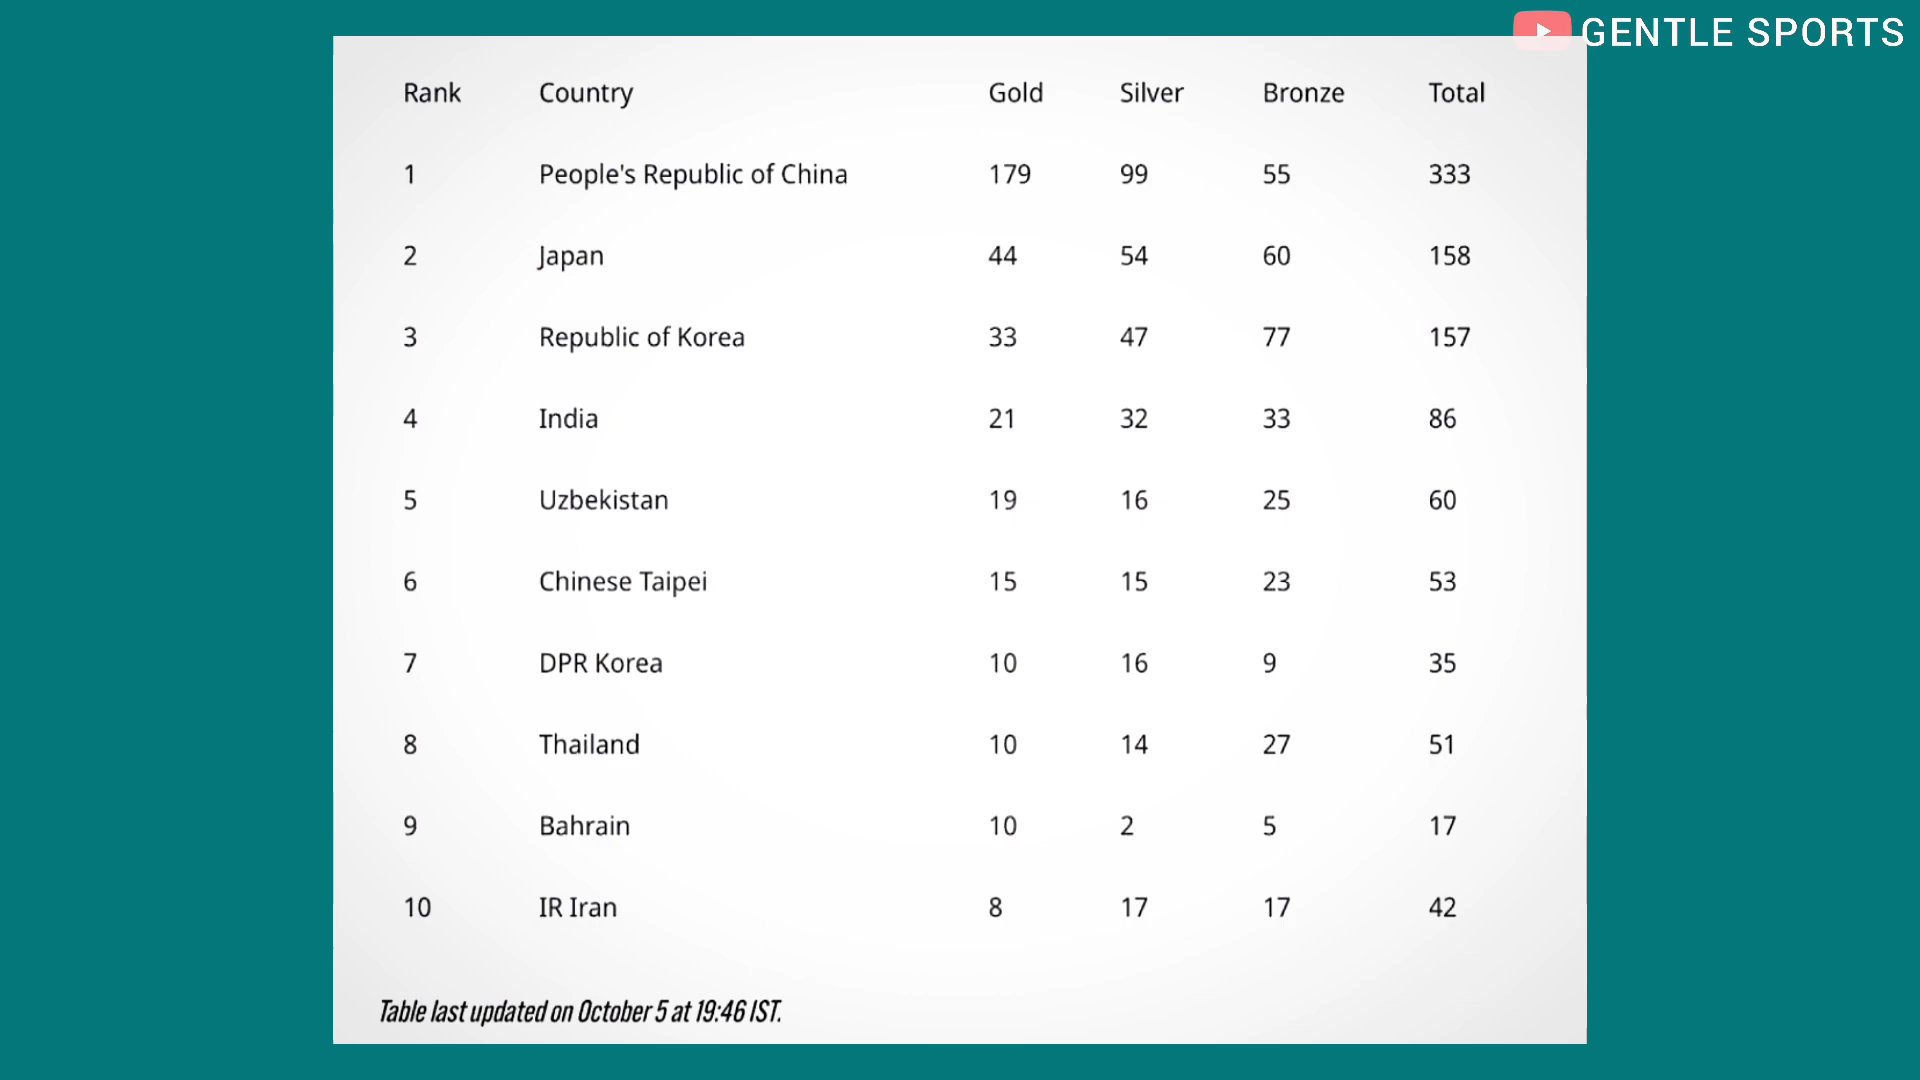 GENTLE SPORTS
Rank Country Gold Silver Bronze Total
1 People's Republic of China 179 99 55 333
2 Japan 44 54 60 158
3 Republic of Korea 33 47 77 157
4 India 21 32 33 86
5 Uzbekistan 19 16 25 60
6 Chinese Taipei 15 15 23 53
7 DPR Korea 10 16 9 35
8 Thailand 10 14 27 51
9 Bahrain 10 2 5 17
10 IR Iran 8 17 17 42
Table last updated on October 5 at 19:46 IST.